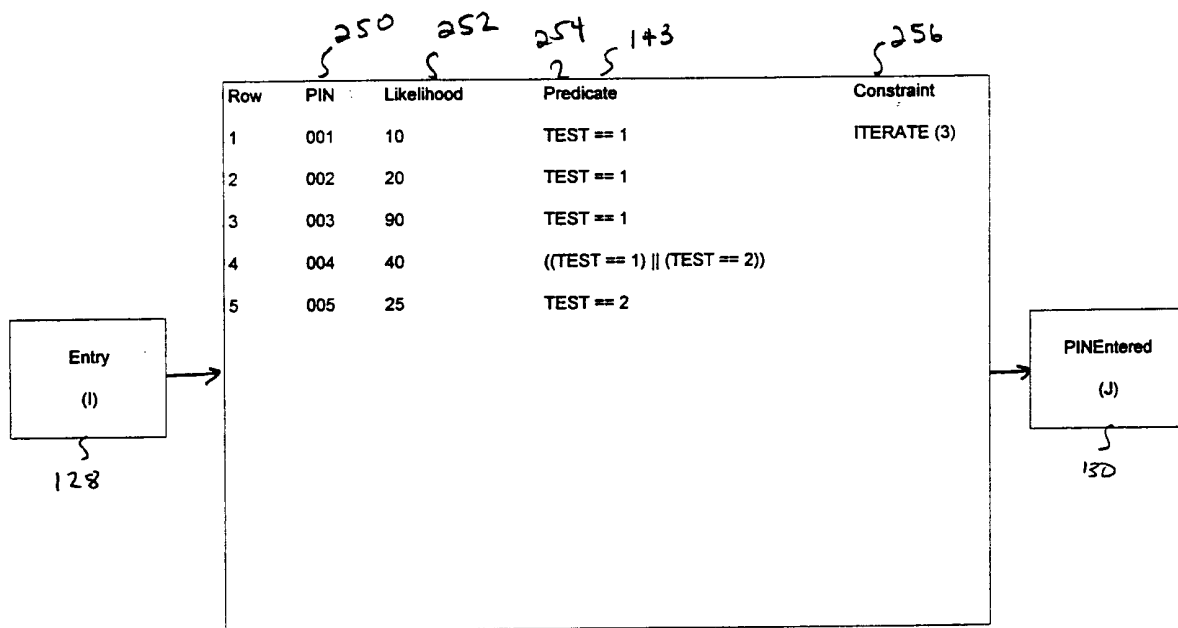 250 252 254 143 256
Row PIN Likelihood Predicate Constraint
1 001 10 TEST == 1 ITERATE (3)
2 002 20 TEST == 1
3 003 90 TEST == 1
4 004 40 ((TEST == 1) || (TEST == 2))
5 005 25 TEST == 2
Entry
(I)
128
PINEntered
(J)
130